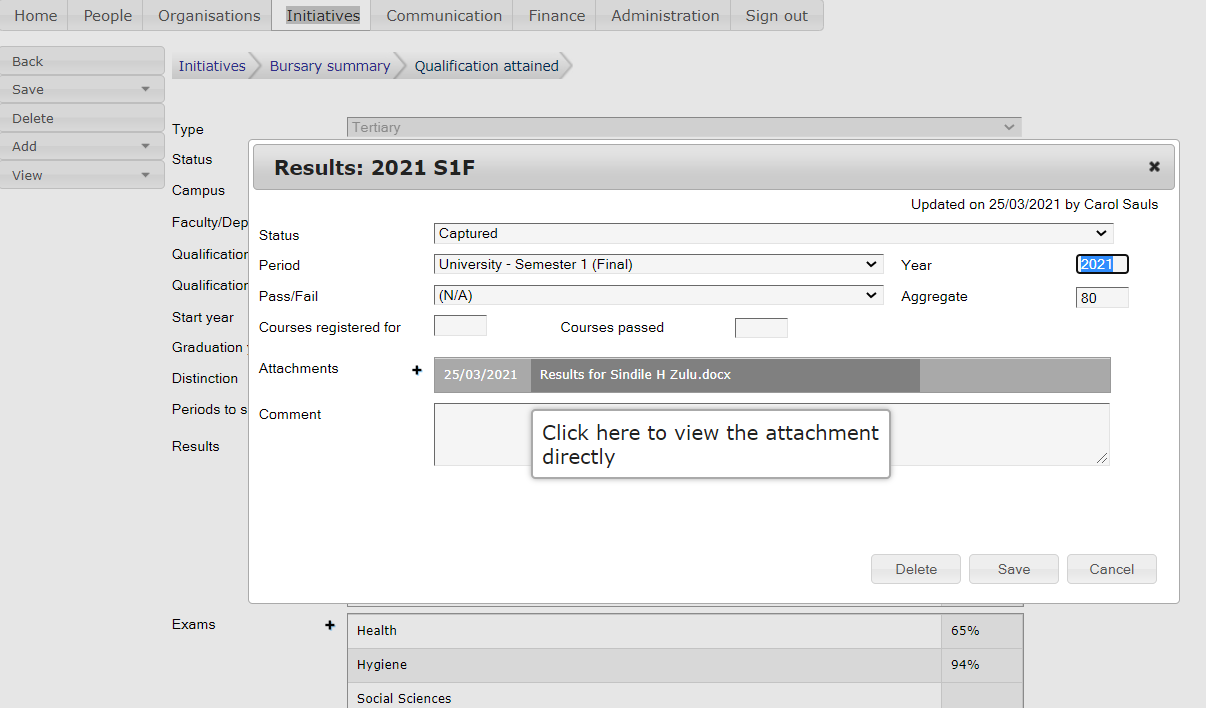 Home People Organisations Initiatives Communication Finance Administration Sign out
Back
Save
Delete
Add
View
Initiatives Bursary summary Qualification attained
Type Tertiary
Status
Campus
Faculty/Dep
Qualification
Qualification
Start year
Graduation
Distinction
Periods to s
Results
Results: 2021 S1F
Updated on 25/03/2021 by Carol Sauls
Status Captured
Period University - Semester 1 (Final) Year 2021
Pass/Fail (N/A) Aggregate 80
Courses registered for Courses passed
Attachments 25/03/2021 Results for Sindile H Zulu.docx
Comment
Click here to view the attachment
directly
Delete Save Cancel
Exams Health 65%
Hygiene 94%
Social Sciences